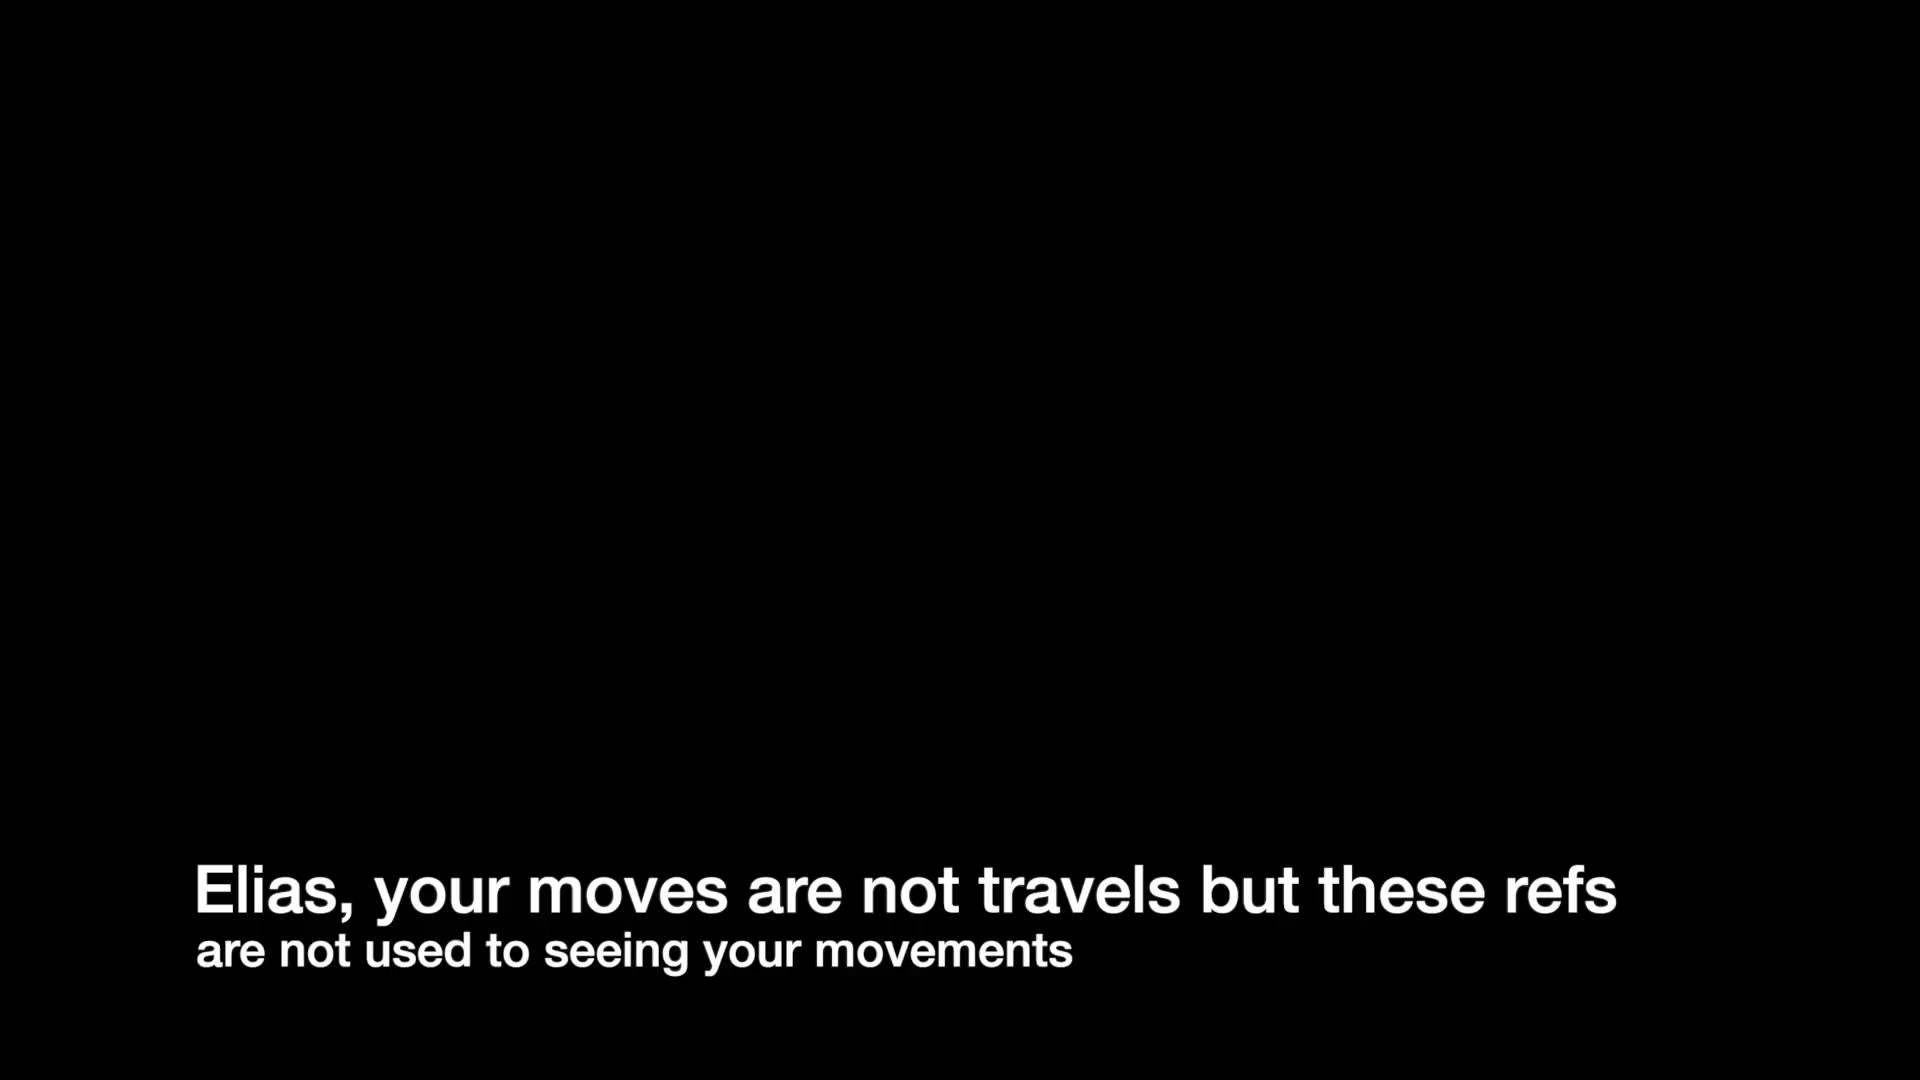 Elias, your moves are not travels but these refs
are not used to seeing your movements